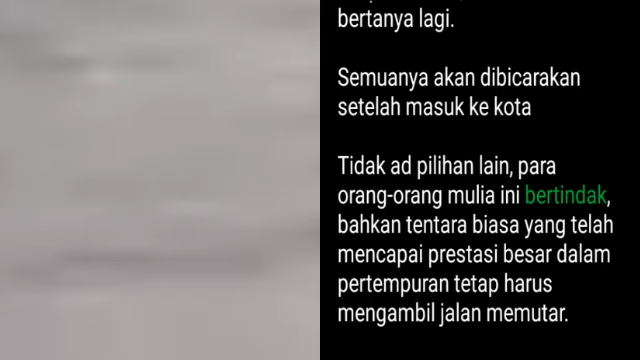 bertanya lagi.
Semuanya akan dibicarakan
setelah masuk ke kota
Tidak ad pilihan lain, para
orang-orang mulia ini bertindak,
bahkan tentara biasa yang telah
mencapai prestasi besar dalam
pertempuran tetap harus
mengambil jalan memutar.